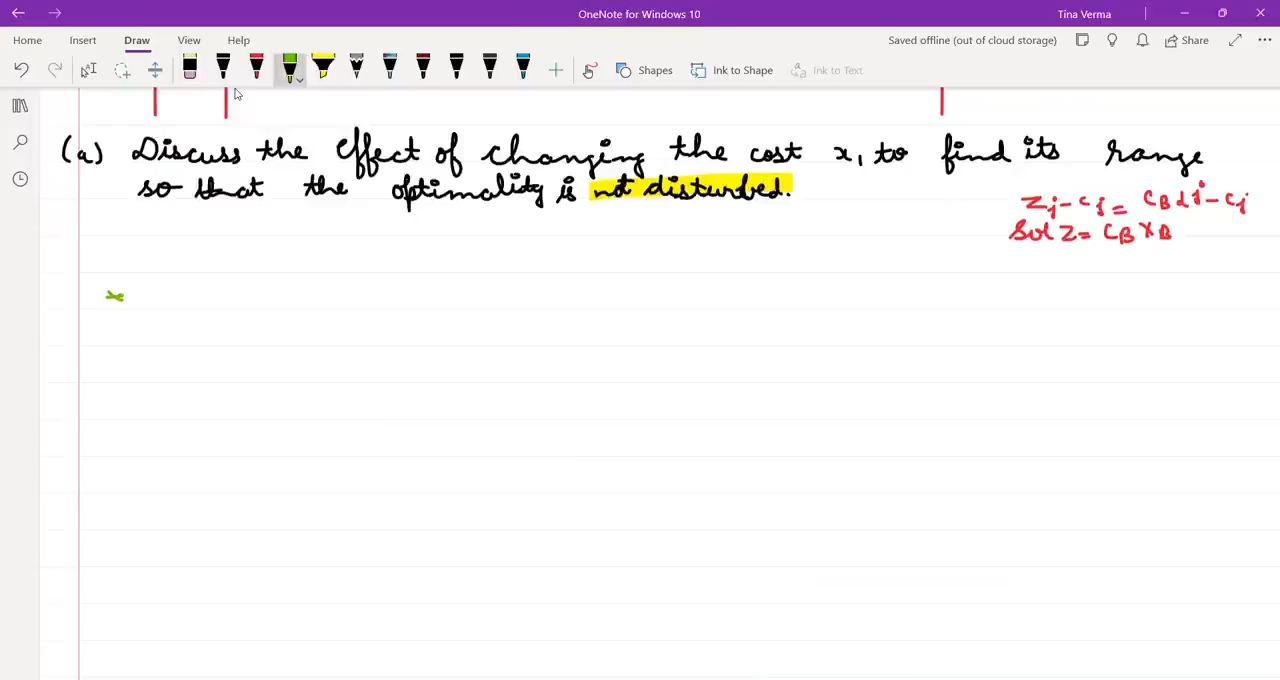 OneNote for Windows 10
Tina Verma
Home Insert Draw View Help
Saved offline (out of cloud storage)
Share
Shapes
Ink to Shape
Ink to Text
(a) Discuss the effect of changing the cost x1 to find its range
so that the optimality is not disturbed.
Zj - Cj = CB αj - Cj
Sol Z = CB XB